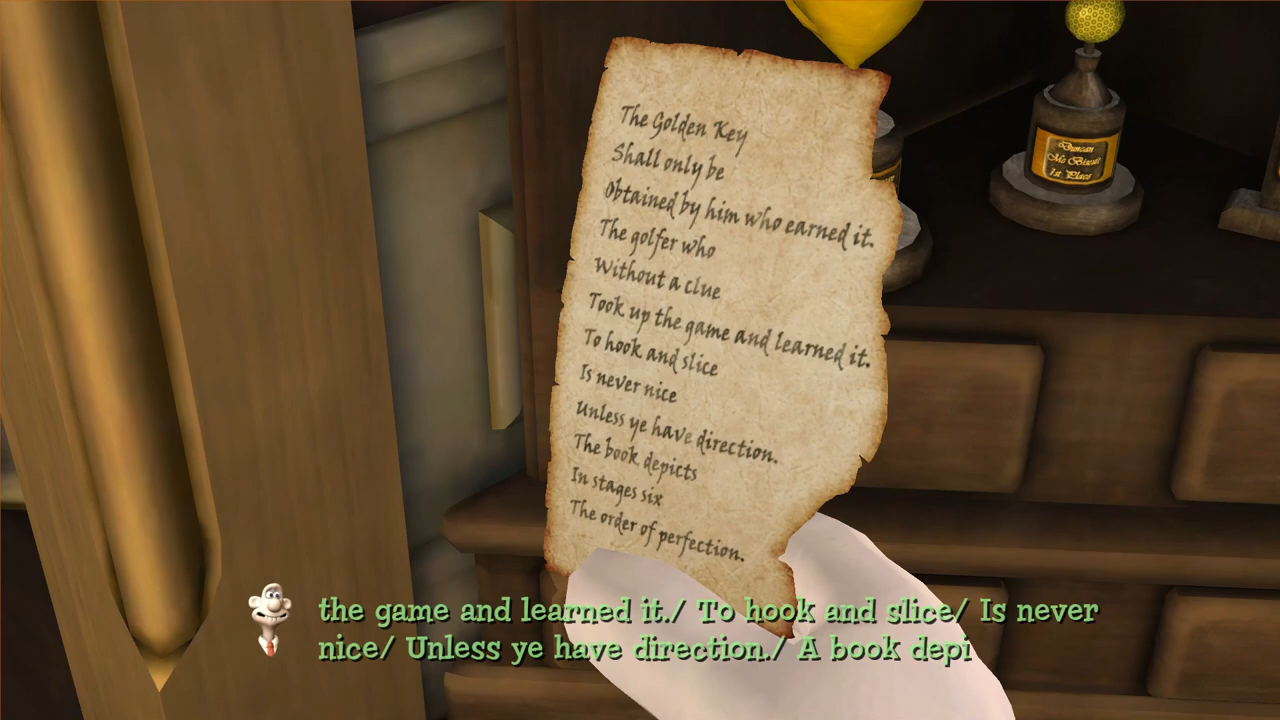 The Golden Key
Shall only be
Obtained by him who earned it.
The golfer who
Without a clue
Took up the game and learned it.
To hook and slice
Is never nice
Unless ye have direction.
The book depicts
In stages six
The order of perfection.
Duncan
Mc Biscuit
1st Place
the game and learned it./ To hook and slice/ Is never
nice/ Unless ye have direction./ A book depi